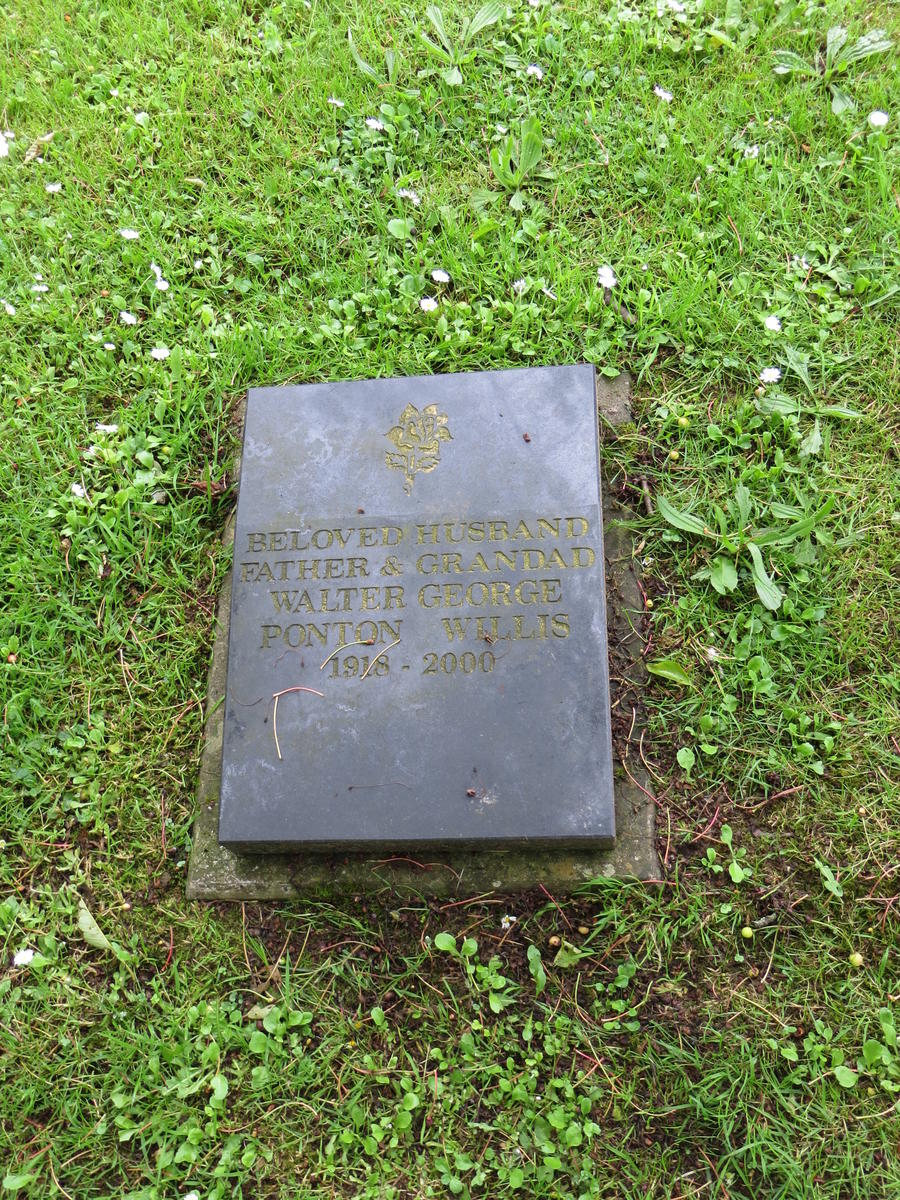 BELOVED HUSBAND
FATHER & GRANDAD
WALTER GEORGE
PONTON WILLIS
1918 - 2000